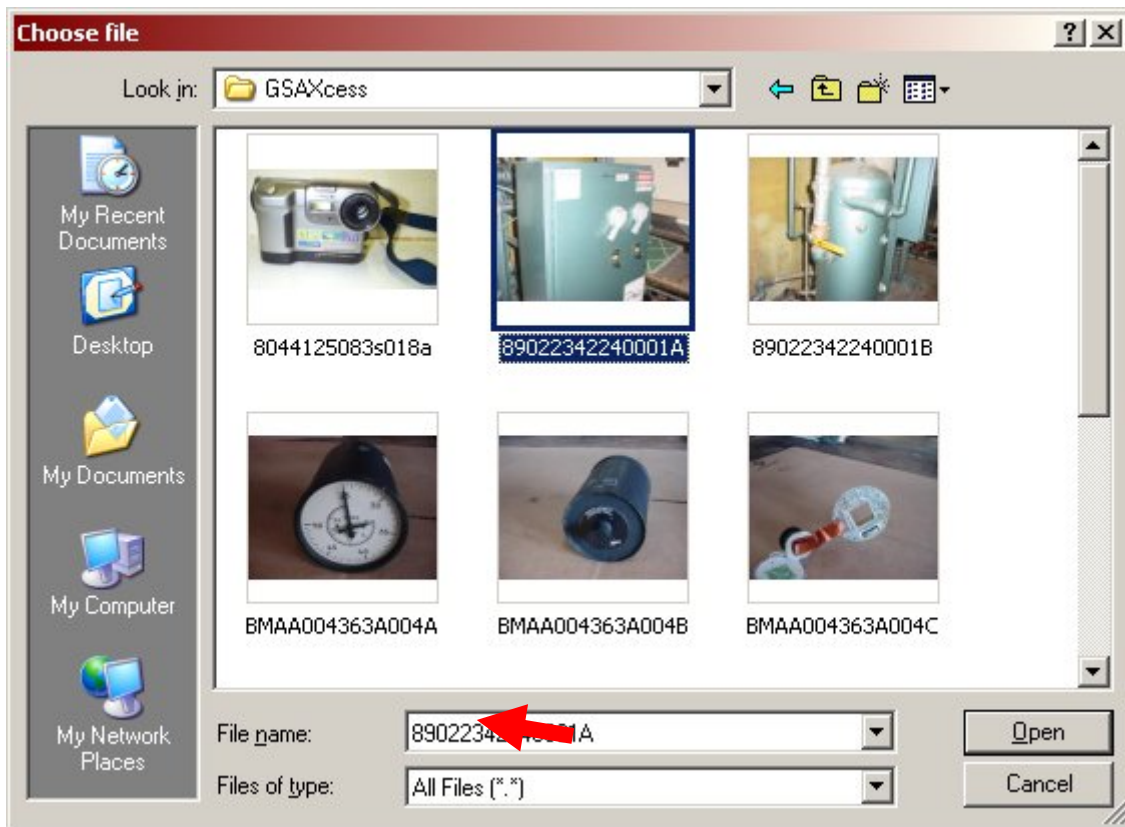 Choose file
Look in: GSAXcess
My Recent
Documents
Desktop
My Documents
My Computer
My Network
Places
8044125083s018a
89022342240001A
89022342240001B
BMAA004363A004A
BMAA004363A004B
BMAA004363A004C
File name:
Open
Files of type: All Files (*.*)
Cancel